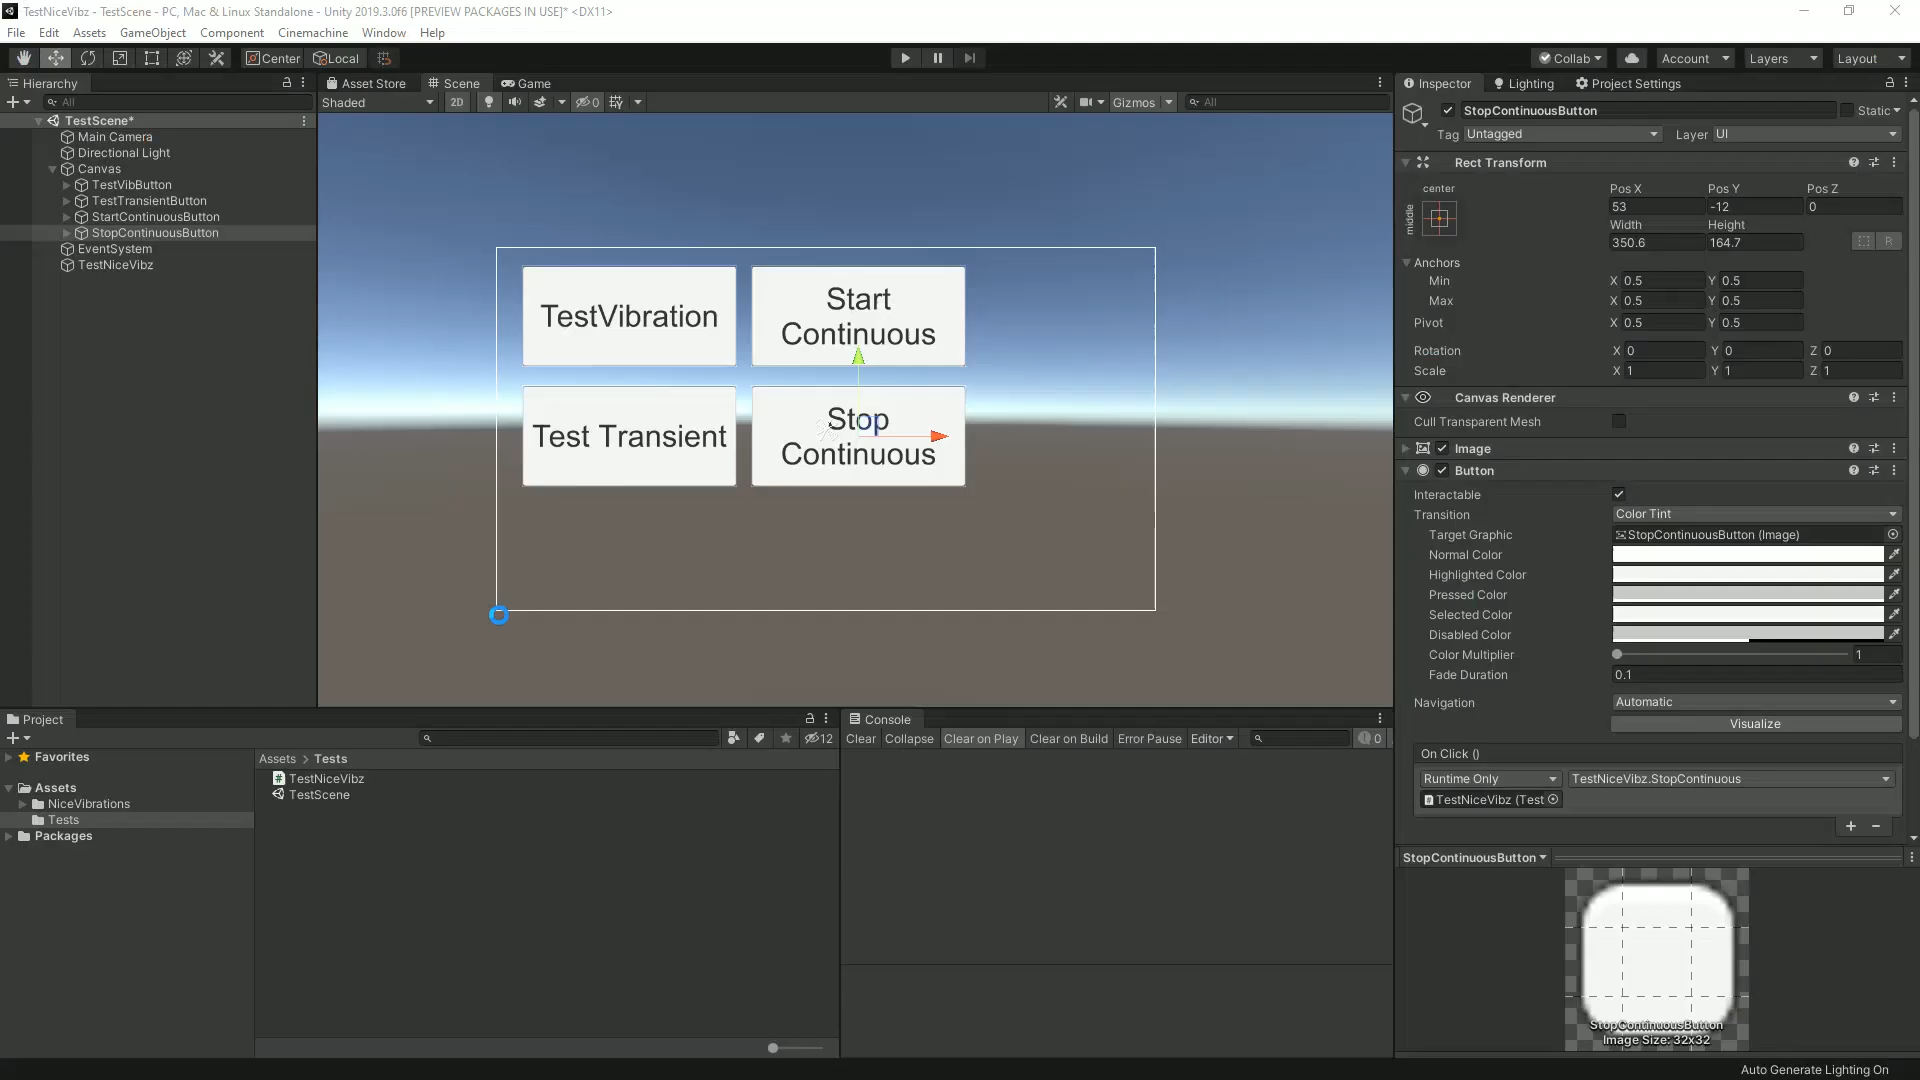 TestNiceVibz - TestScene - PC, Mac & Linux Standalone - Unity 2019.3.0f6 [PREVIEW PACKAGES IN USE]* <DX11>
File Edit Assets GameObject Component Cinemachine Window Help
Center Local Collab Account Layers Layout
Hierarchy
All
TestScene*
Main Camera
Directional Light
Canvas
TestVibButton
TestTransientButton
StartContinuousButton
StopContinuousButton
EventSystem
TestNiceVibz
Asset Store Scene Game
Shaded 2D 0 Gizmos All
TestVibration
Start
Continuous
Test Transient
Stop
Continuous
Inspector Lighting Project Settings
StopContinuousButton Static
Tag Untagged Layer UI
Rect Transform
center
middle
Pos X Pos Y Pos Z
53 -12 0
Width Height
350.6 164.7 R
Anchors
Min X 0.5 Y 0.5
Max X 0.5 Y 0.5
Pivot X 0.5 Y 0.5
Rotation X 0 Y 0 Z 0
Scale X 1 Y 1 Z 1
Canvas Renderer
Cull Transparent Mesh
Image
Button
Interactable
Transition Color Tint
Target Graphic StopContinuousButton (Image)
Normal Color
Highlighted Color
Pressed Color
Selected Color
Disabled Color
Color Multiplier 1
Fade Duration 0.1
Navigation Automatic
Visualize
On Click ()
Runtime Only TestNiceVibz.StopContinuous
TestNiceVibz (Test
+ −
StopContinuousButton
StopContinuousButton
Image Size: 32x32
Project
12
Favorites
Assets
NiceVibrations
Tests
Packages
Assets > Tests
TestNiceVibz
TestScene
Console
Clear Collapse Clear on Play Clear on Build Error Pause Editor 0
Auto Generate Lighting On